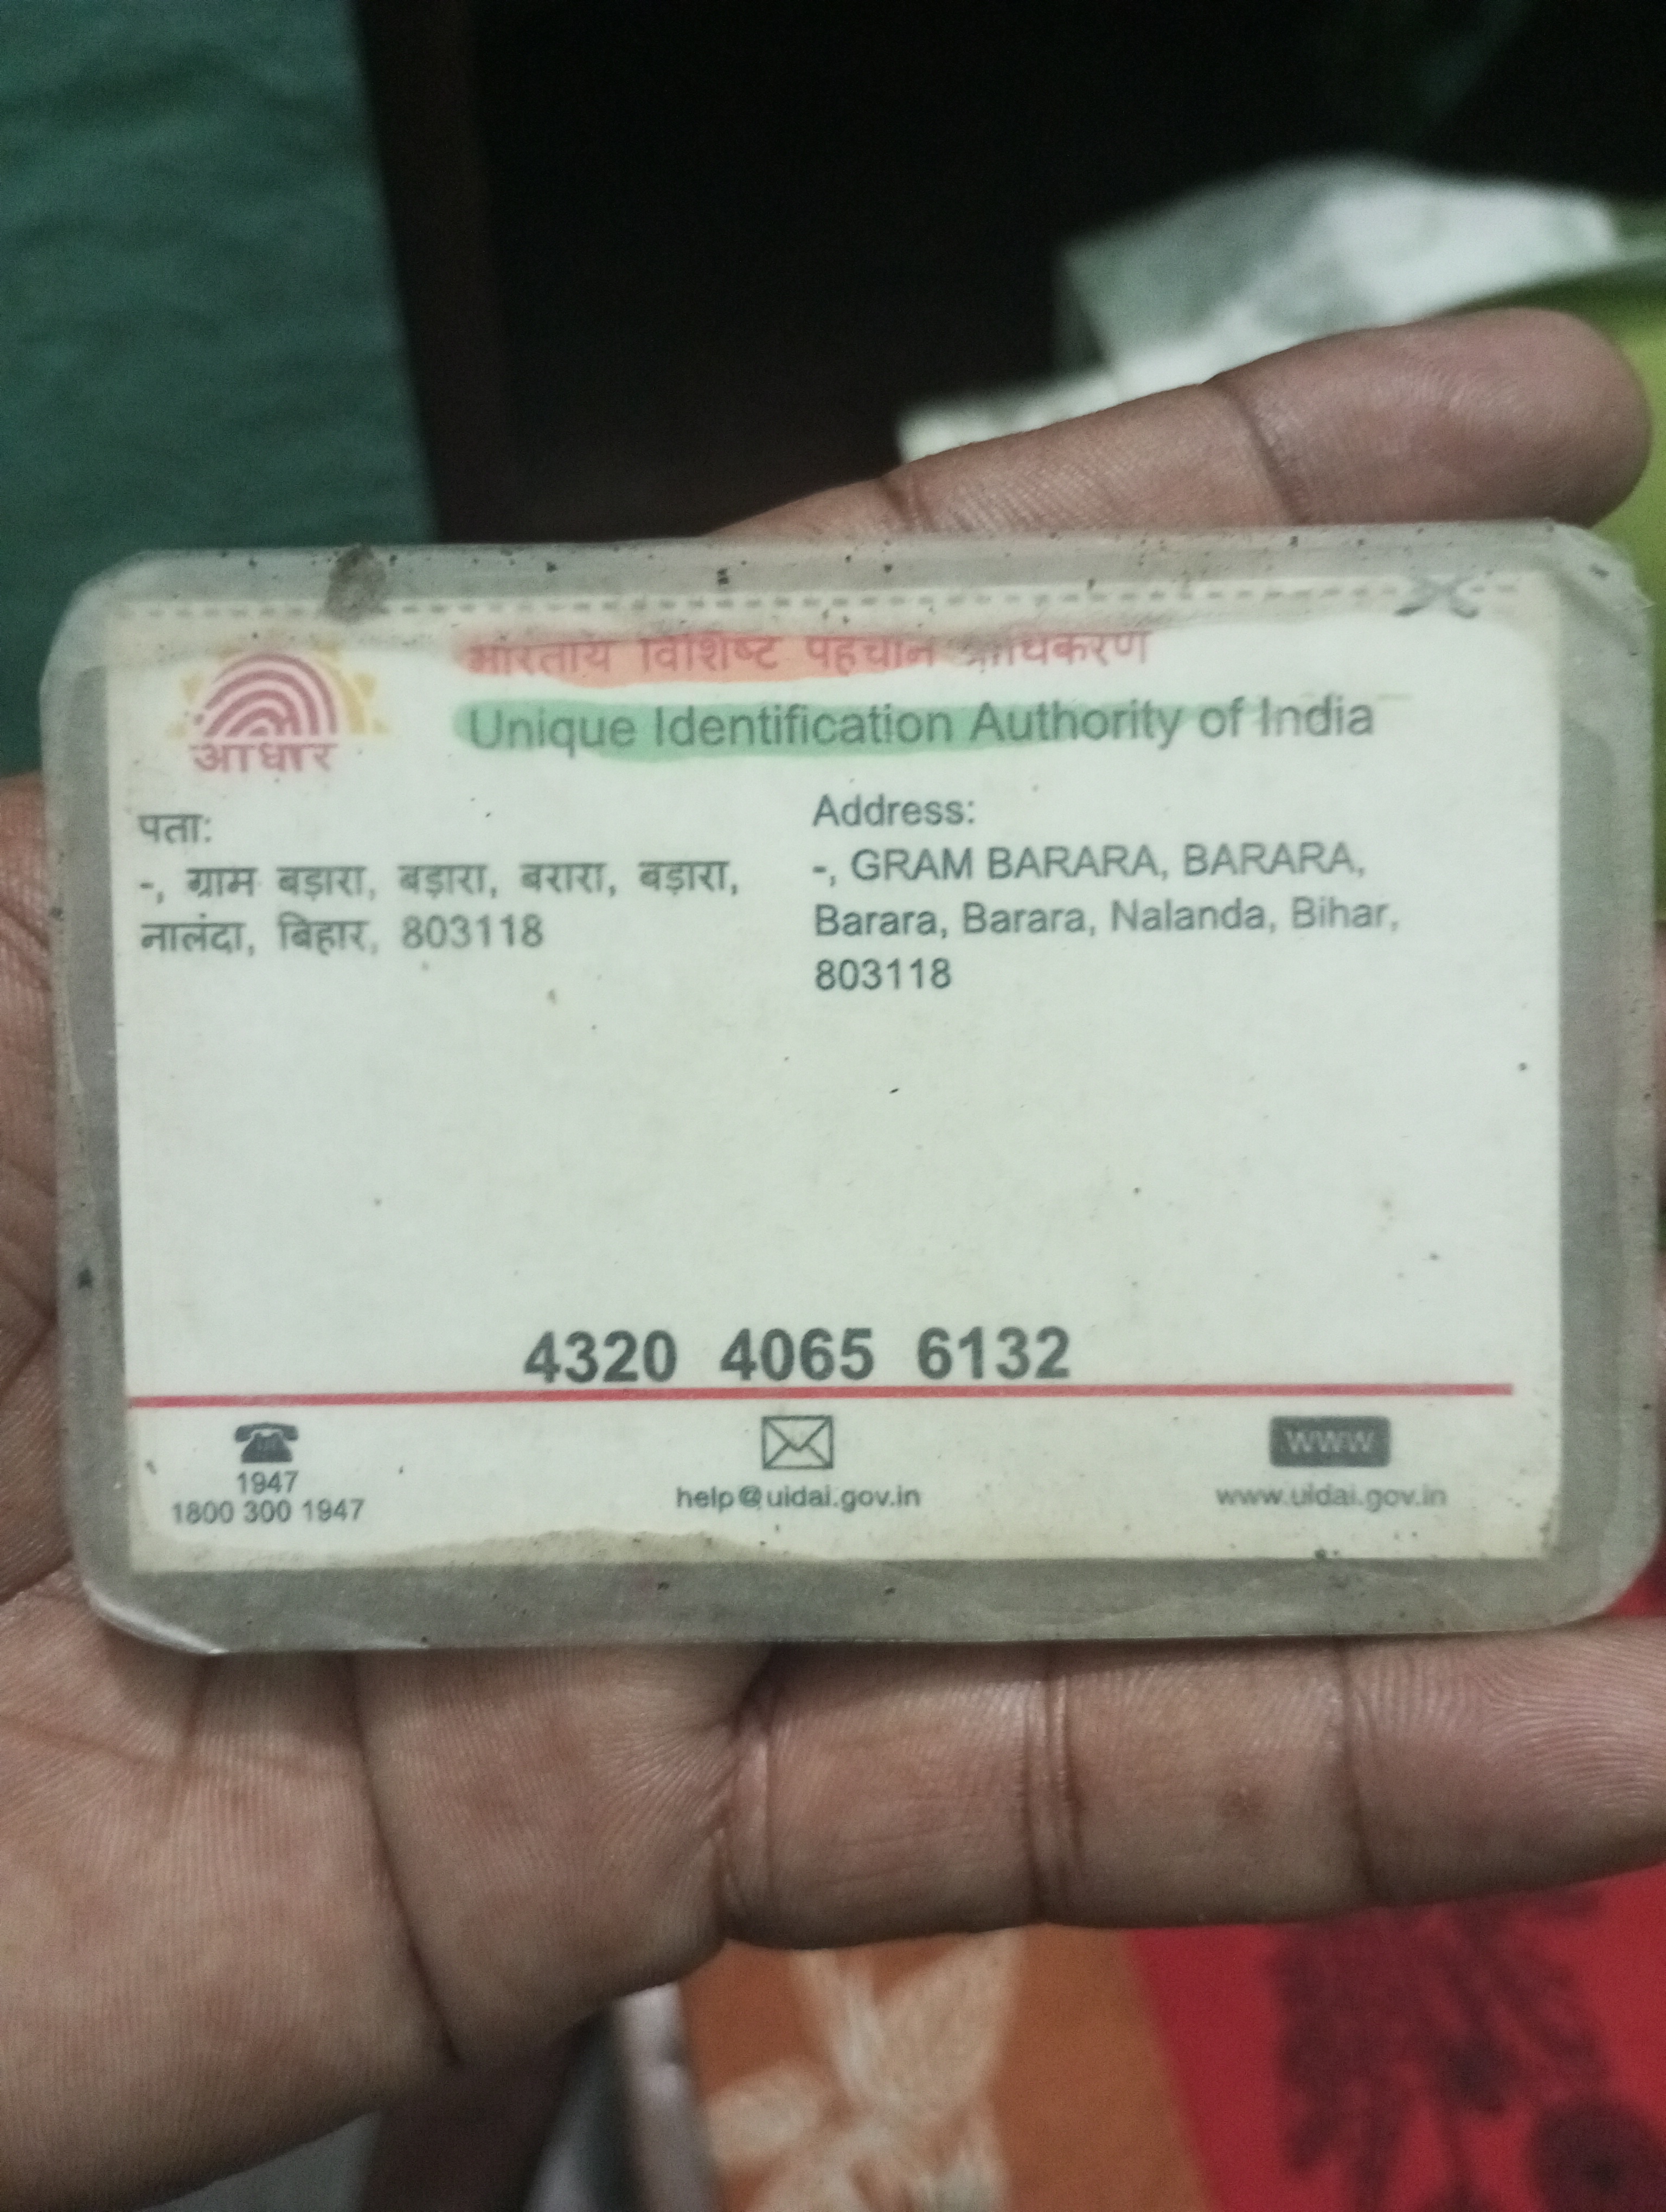 भारतीय विशिष्ट पहचान प्राधिकरण
Unique Identification Authority of India
आधार
पता:
-, ग्राम बड़ारा, बड़ारा, बरारा, बड़ारा,
नालंदा, बिहार, 803118
Address:
-, GRAM BARARA, BARARA,
Barara, Barara, Nalanda, Bihar,
803118
4320 4065 6132
1947
1800 300 1947
help@uidai.gov.in
www
www.uidai.gov.in